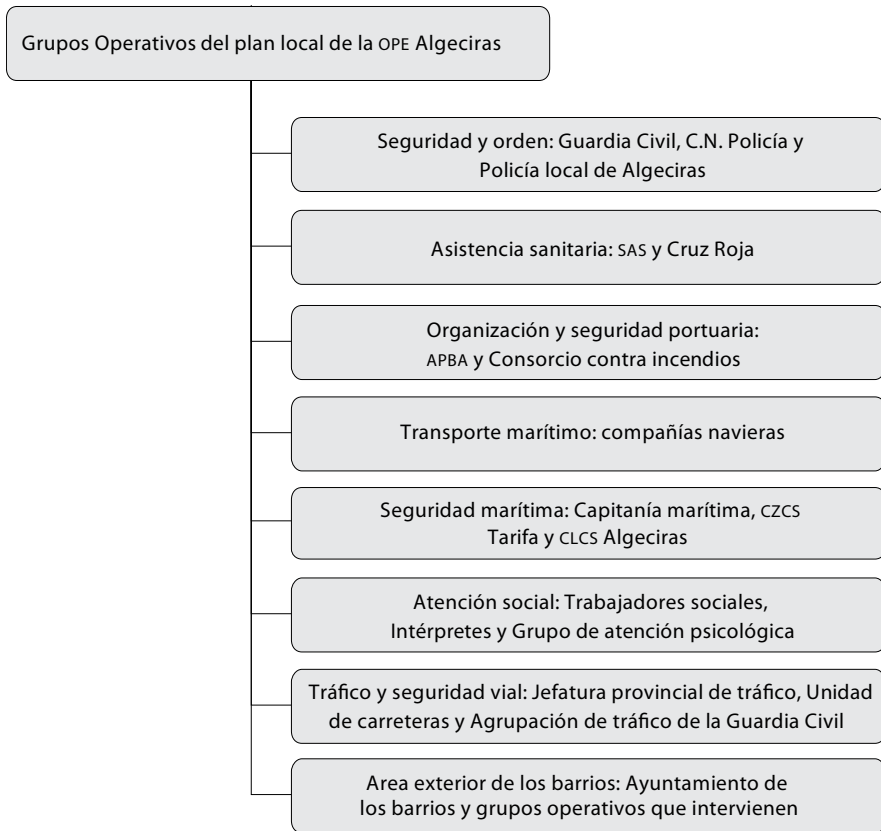 Grupos Operativos del plan local de la OPE Algeciras
Seguridad y orden: Guardia Civil, C.N. Policía y
Policía local de Algeciras
Asistencia sanitaria: SAS y Cruz Roja
Organización y seguridad portuaria:
APBA y Consorcio contra incendios
Transporte marítimo: compañías navieras
Seguridad marítima: Capitanía marítima, CZCS
Tarifa y CLCS Algeciras
Atención social: Trabajadores sociales,
Intérpretes y Grupo de atención psicológica
Tráfico y seguridad vial: Jefatura provincial de tráfico, Unidad
de carreteras y Agrupación de tráfico de la Guardia Civil
Area exterior de los barrios: Ayuntamiento de
los barrios y grupos operativos que intervienen